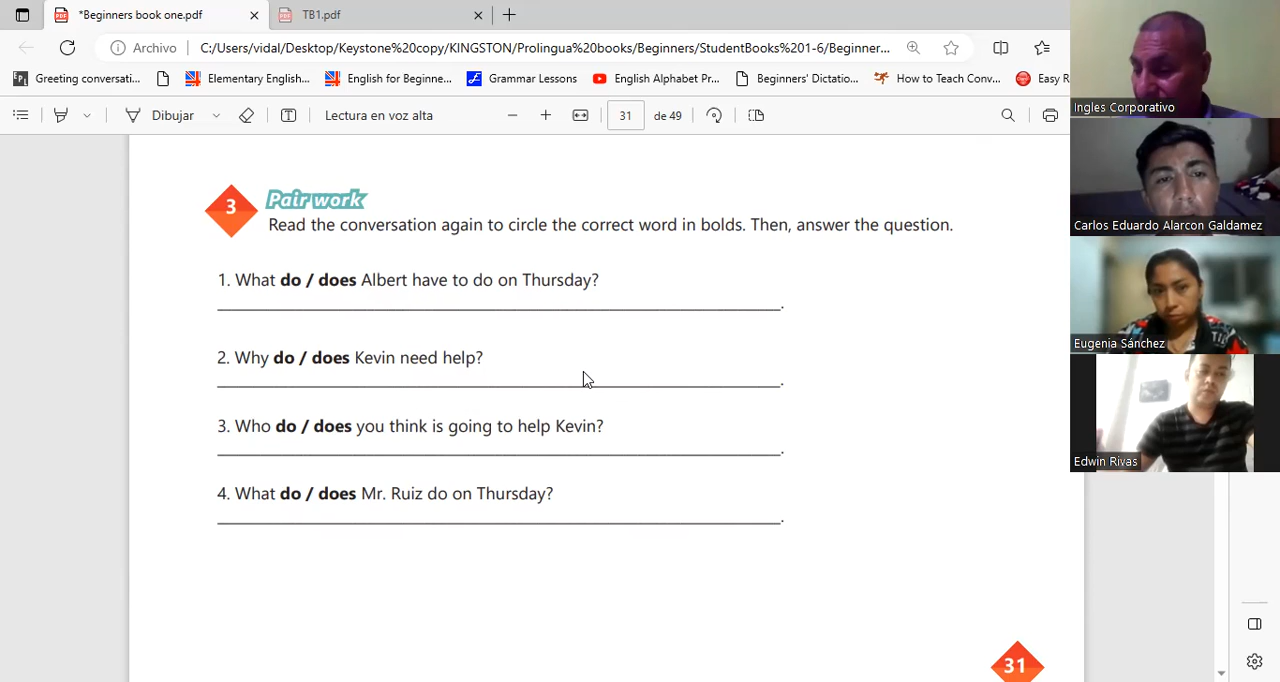 *Beginners book one.pdf
TB1.pdf
Archivo
C:/Users/vidal/Desktop/Keystone%20copy/KINGSTON/Prolingua%20books/Beginners/StudentBooks%201-6/Beginner...
Greeting conversati...
Elementary English...
English for Beginne...
Grammar Lessons
English Alphabet Pr...
Beginners' Dictatio...
How to Teach Conv...
Easy R
Dibujar
Lectura en voz alta
31
de 49
3
Pair work
Read the conversation again to circle the correct word in bolds. Then, answer the question.
1. What do / does Albert have to do on Thursday?
2. Why do / does Kevin need help?
3. Who do / does you think is going to help Kevin?
4. What do / does Mr. Ruiz do on Thursday?
31
Ingles Corporativo
Carlos Eduardo Alarcon Galdamez
Eugenia Sánchez
Edwin Rivas